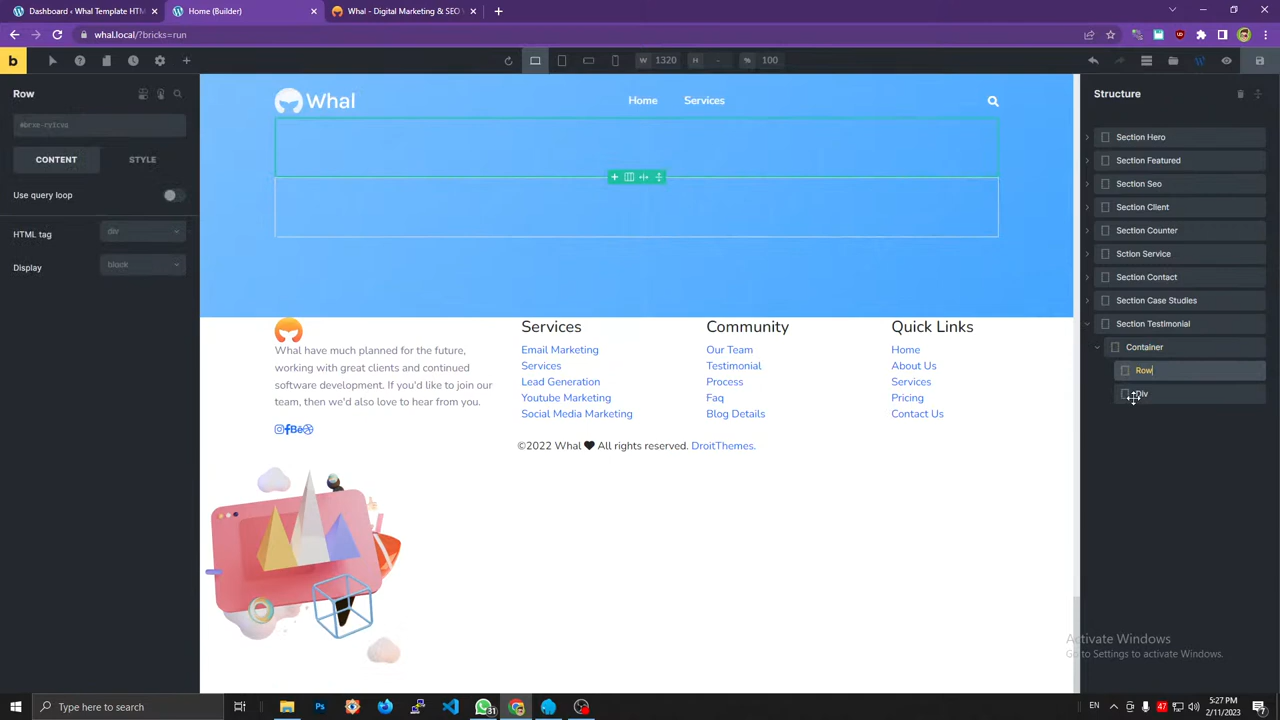 Dashboard ‹ Whale Template HTM
Home (Builder)
Whal - Digital Marketing & SEO
whal.local/?bricks=run
b
W 1320 H - % 100
Row
#brxe-rytcvq
CONTENT STYLE
Use query loop
HTML tag div
Display block
Whal
Home Services
Whal have much planned for the future,
working with great clients and continued
software development. If you'd like to join our
team, then we'd also love to hear from you.
Services
Email Marketing
Services
Lead Generation
Youtube Marketing
Social Media Marketing
Community
Our Team
Testimonial
Process
Faq
Blog Details
Quick Links
Home
About Us
Services
Pricing
Contact Us
©2022 Whal All rights reserved. DroitThemes.
Structure
Section Hero
Section Featured
Section Seo
Section Client
Section Counter
Sction Service
Section Contact
Section Case Studies
Section Testimonial
Container
Row
Div
Activate Windows
Go to Settings to activate Windows.
Type here to search
31
EN
47
5:27 PM
2/11/2023